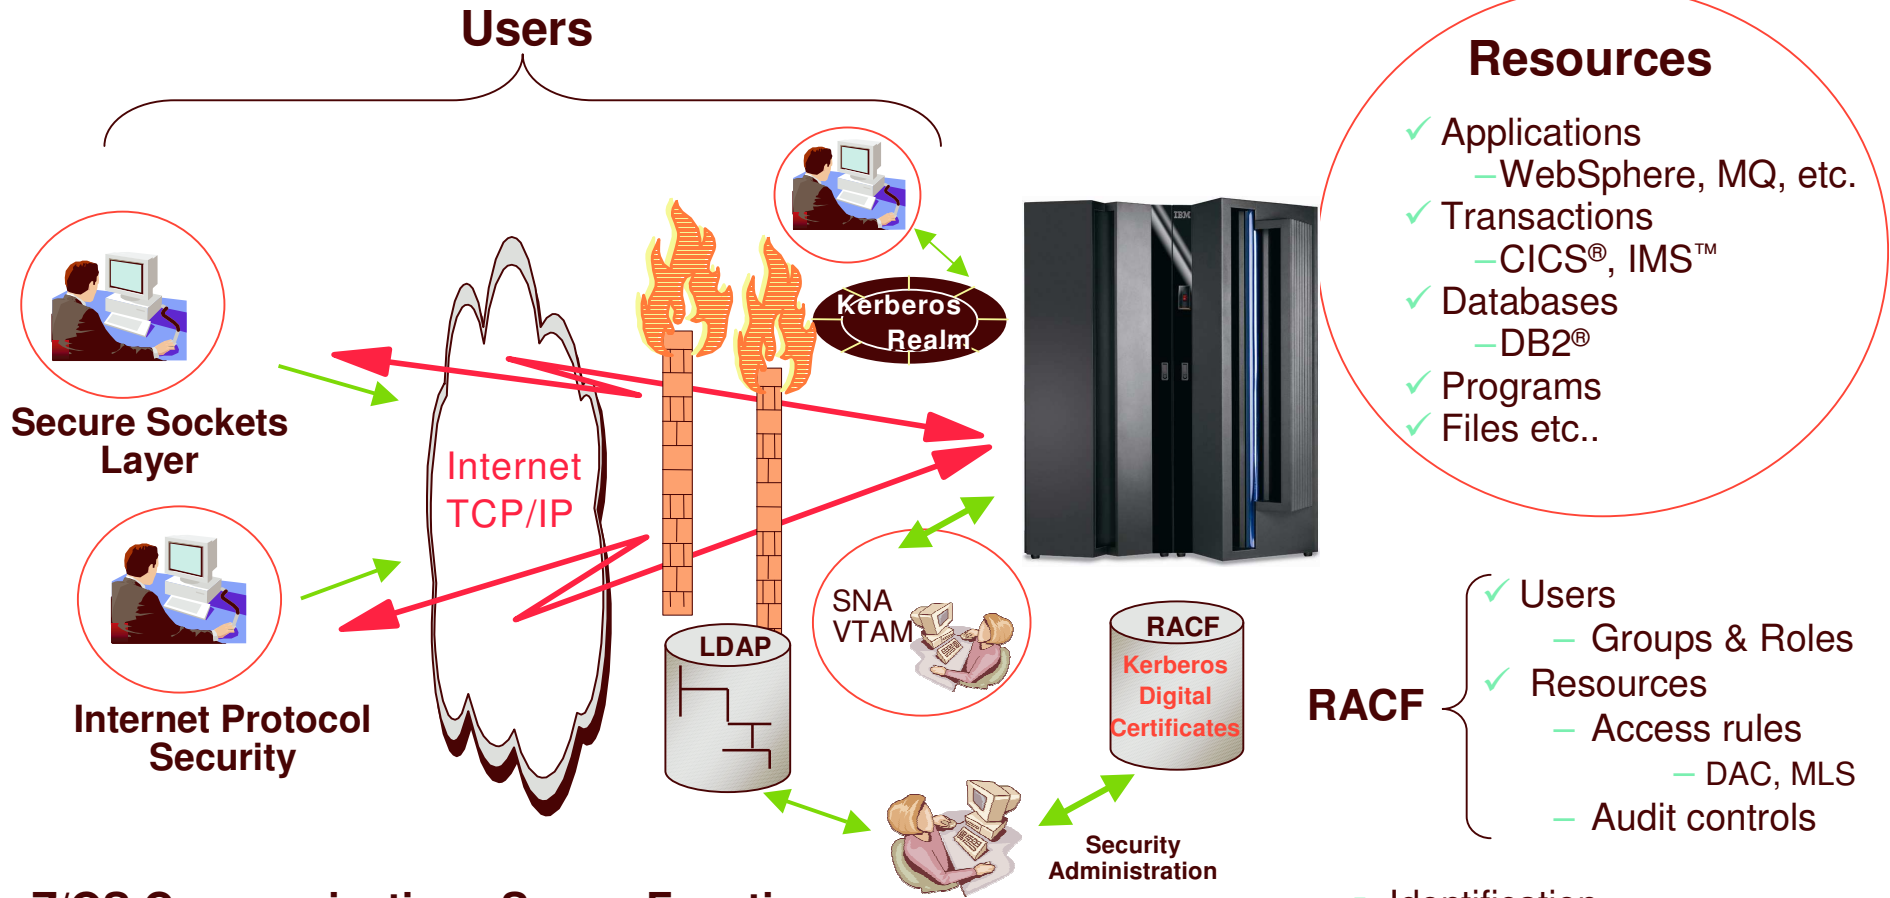 Users
Resources
✓ Applications
–WebSphere, MQ, etc.
✓ Transactions
–CICS®, IMS™
✓ Databases
–DB2®
✓ Programs
✓ Files etc..
IBM
Kerberos
Realm
Secure Sockets
Layer
Internet
TCP/IP
Internet Protocol
Security
SNA
VTAM
LDAP
RACF
Kerberos
Digital
Certificates
Security
Administration
RACF
✓ Users
– Groups & Roles
✓ Resources
– Access rules
– DAC, MLS
– Audit controls
Identification